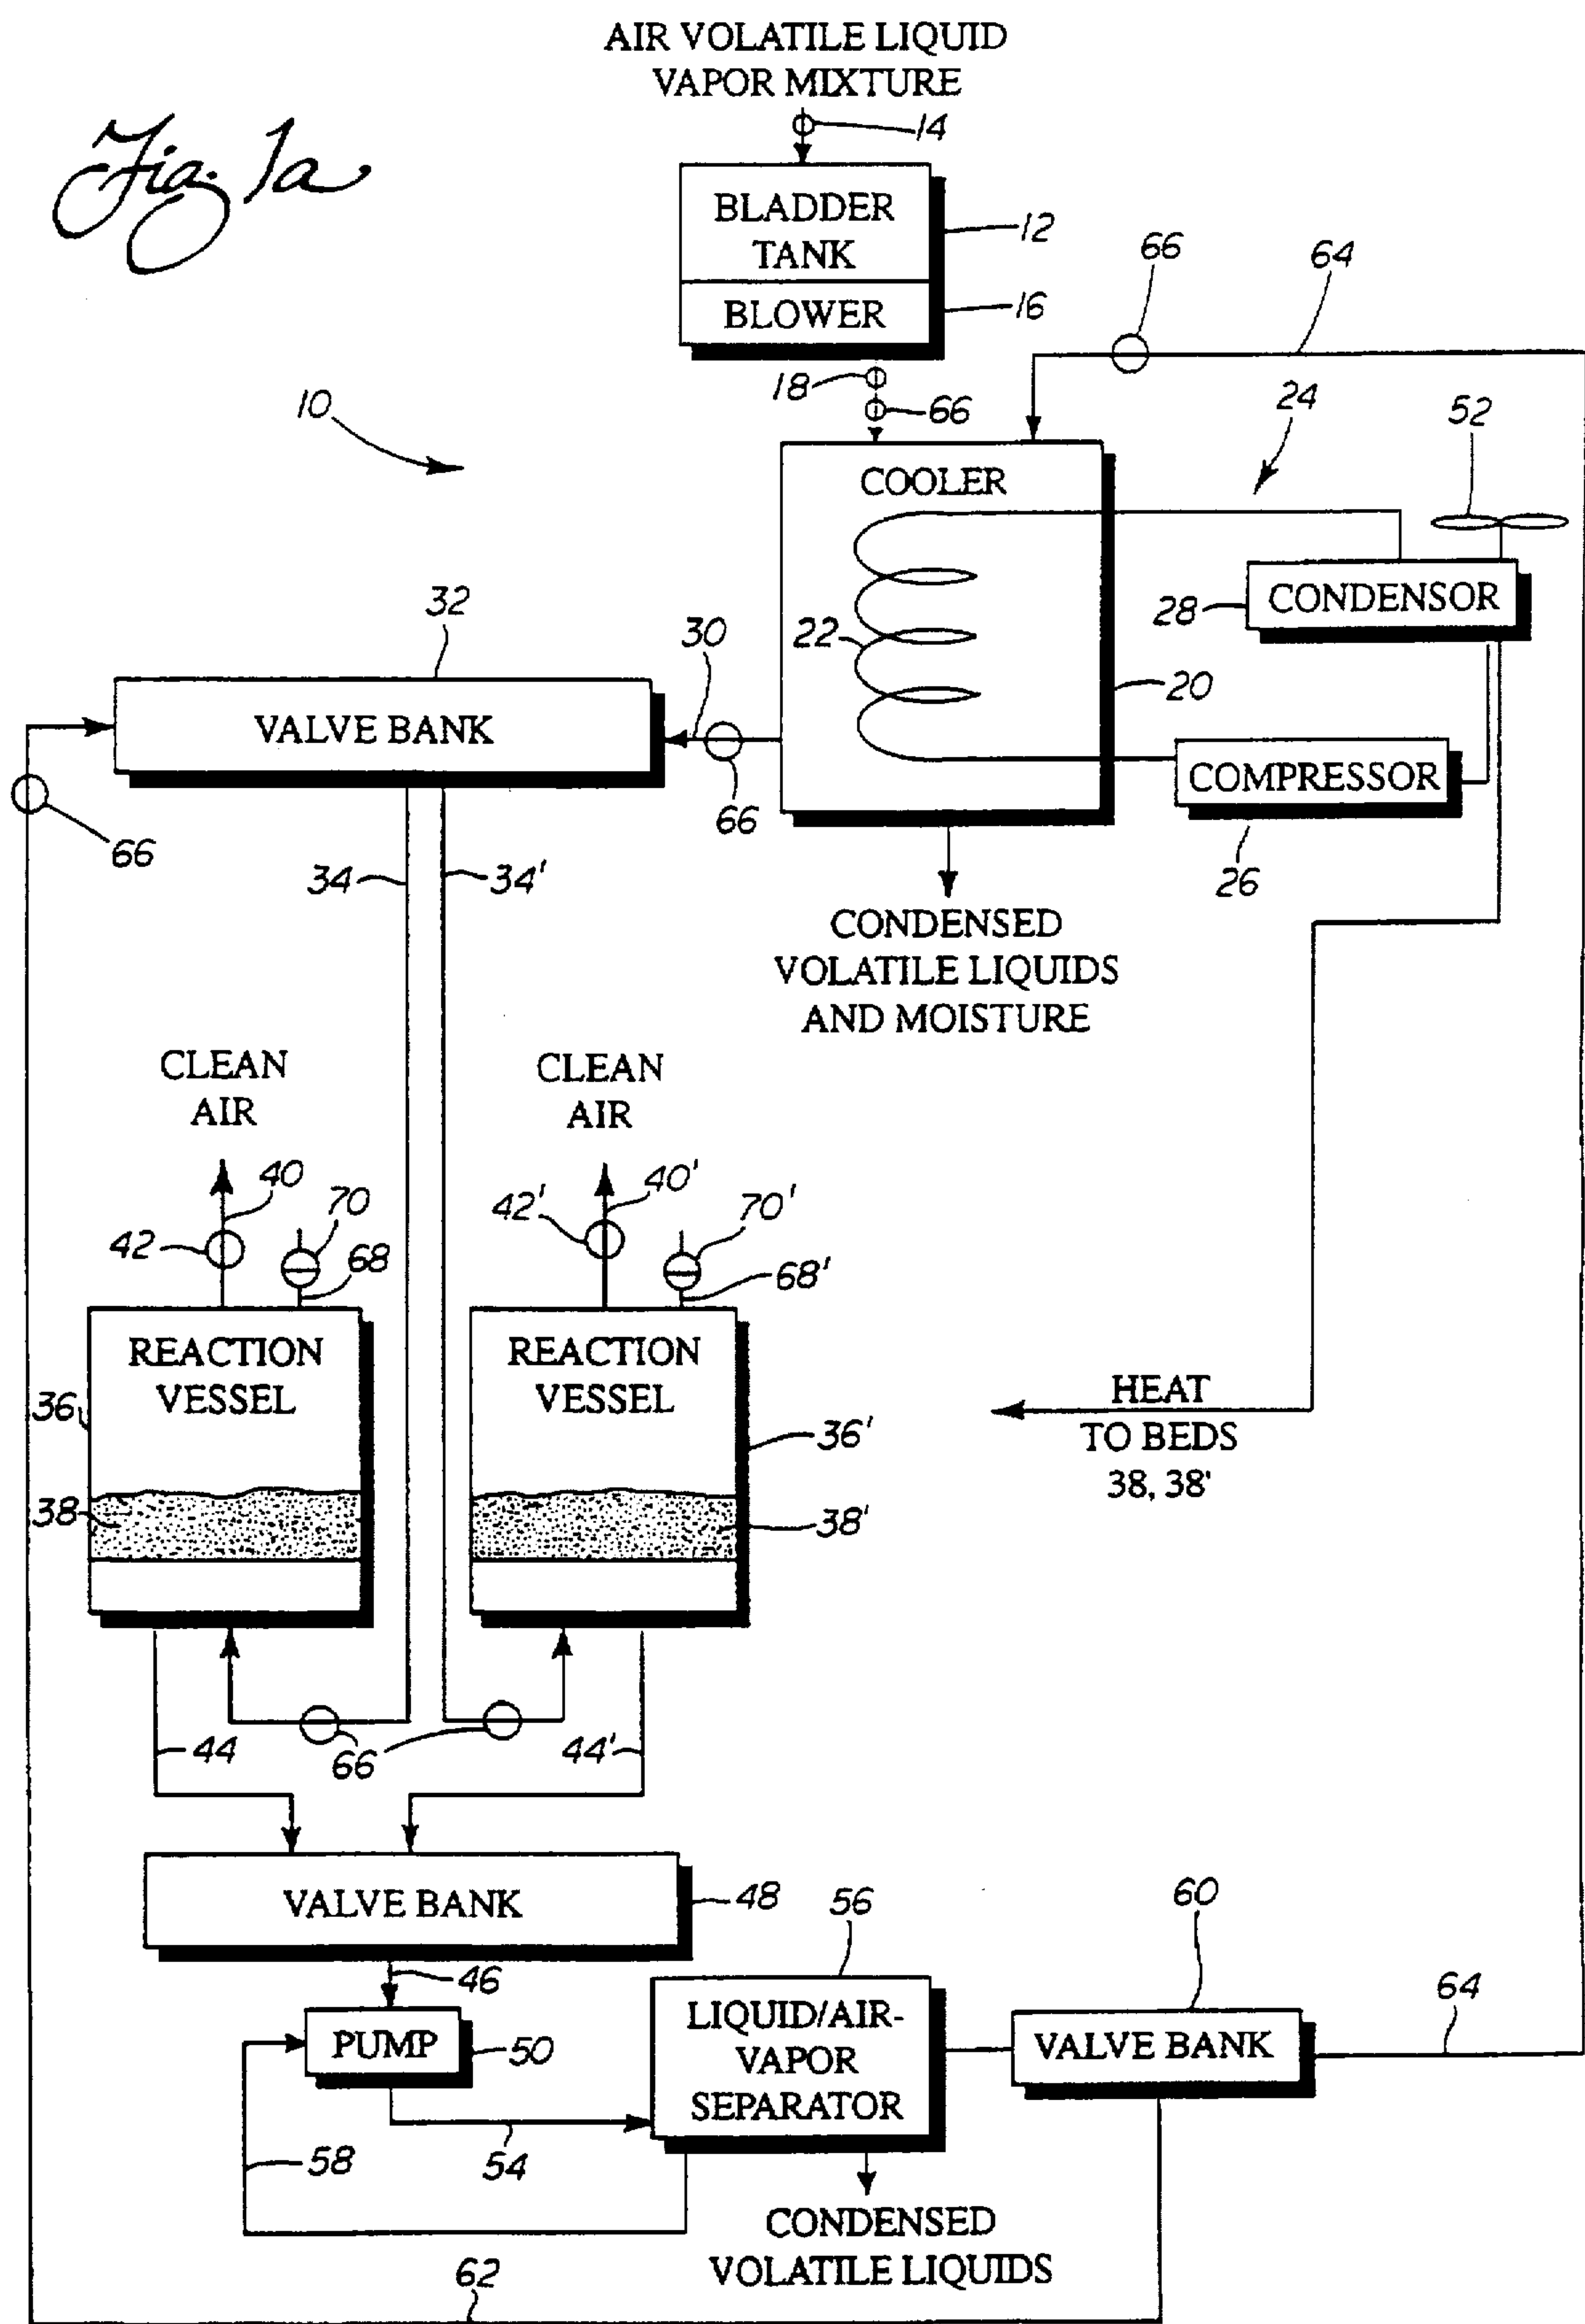 AIR VOLATILE LIQUID
VAPOR MIXTURE
Fig. 1a
14
BLADDER
TANK
12
BLOWER
16
18
66
66
64
10
24
52
COOLER
CONDENSOR
28
22
20
32
30
VALVE BANK
66
66
COMPRESSOR
26
34
34'
CONDENSED
VOLATILE LIQUIDS
AND MOISTURE
CLEAN
AIR
CLEAN
AIR
40
42
70
68
40'
42'
70'
68'
REACTION
VESSEL
36
38
REACTION
VESSEL
36'
38'
HEAT
TO BEDS
38, 38'
44
66
44'
VALVE BANK
48
46
PUMP
50
56
LIQUID/AIR-
VAPOR
SEPARATOR
60
VALVE BANK
64
58
54
CONDENSED
VOLATILE LIQUIDS
62